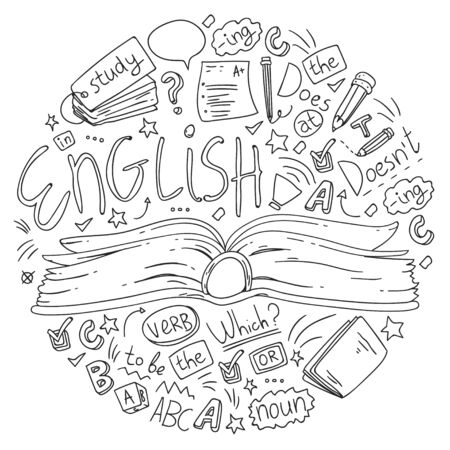 ing
C
the
study
A+
Does
at
T
in
ENGLISH
Doesn't
A
ing
C
C
VERB
Which?
to be
the
OR
B
A B
ABC
A
noun